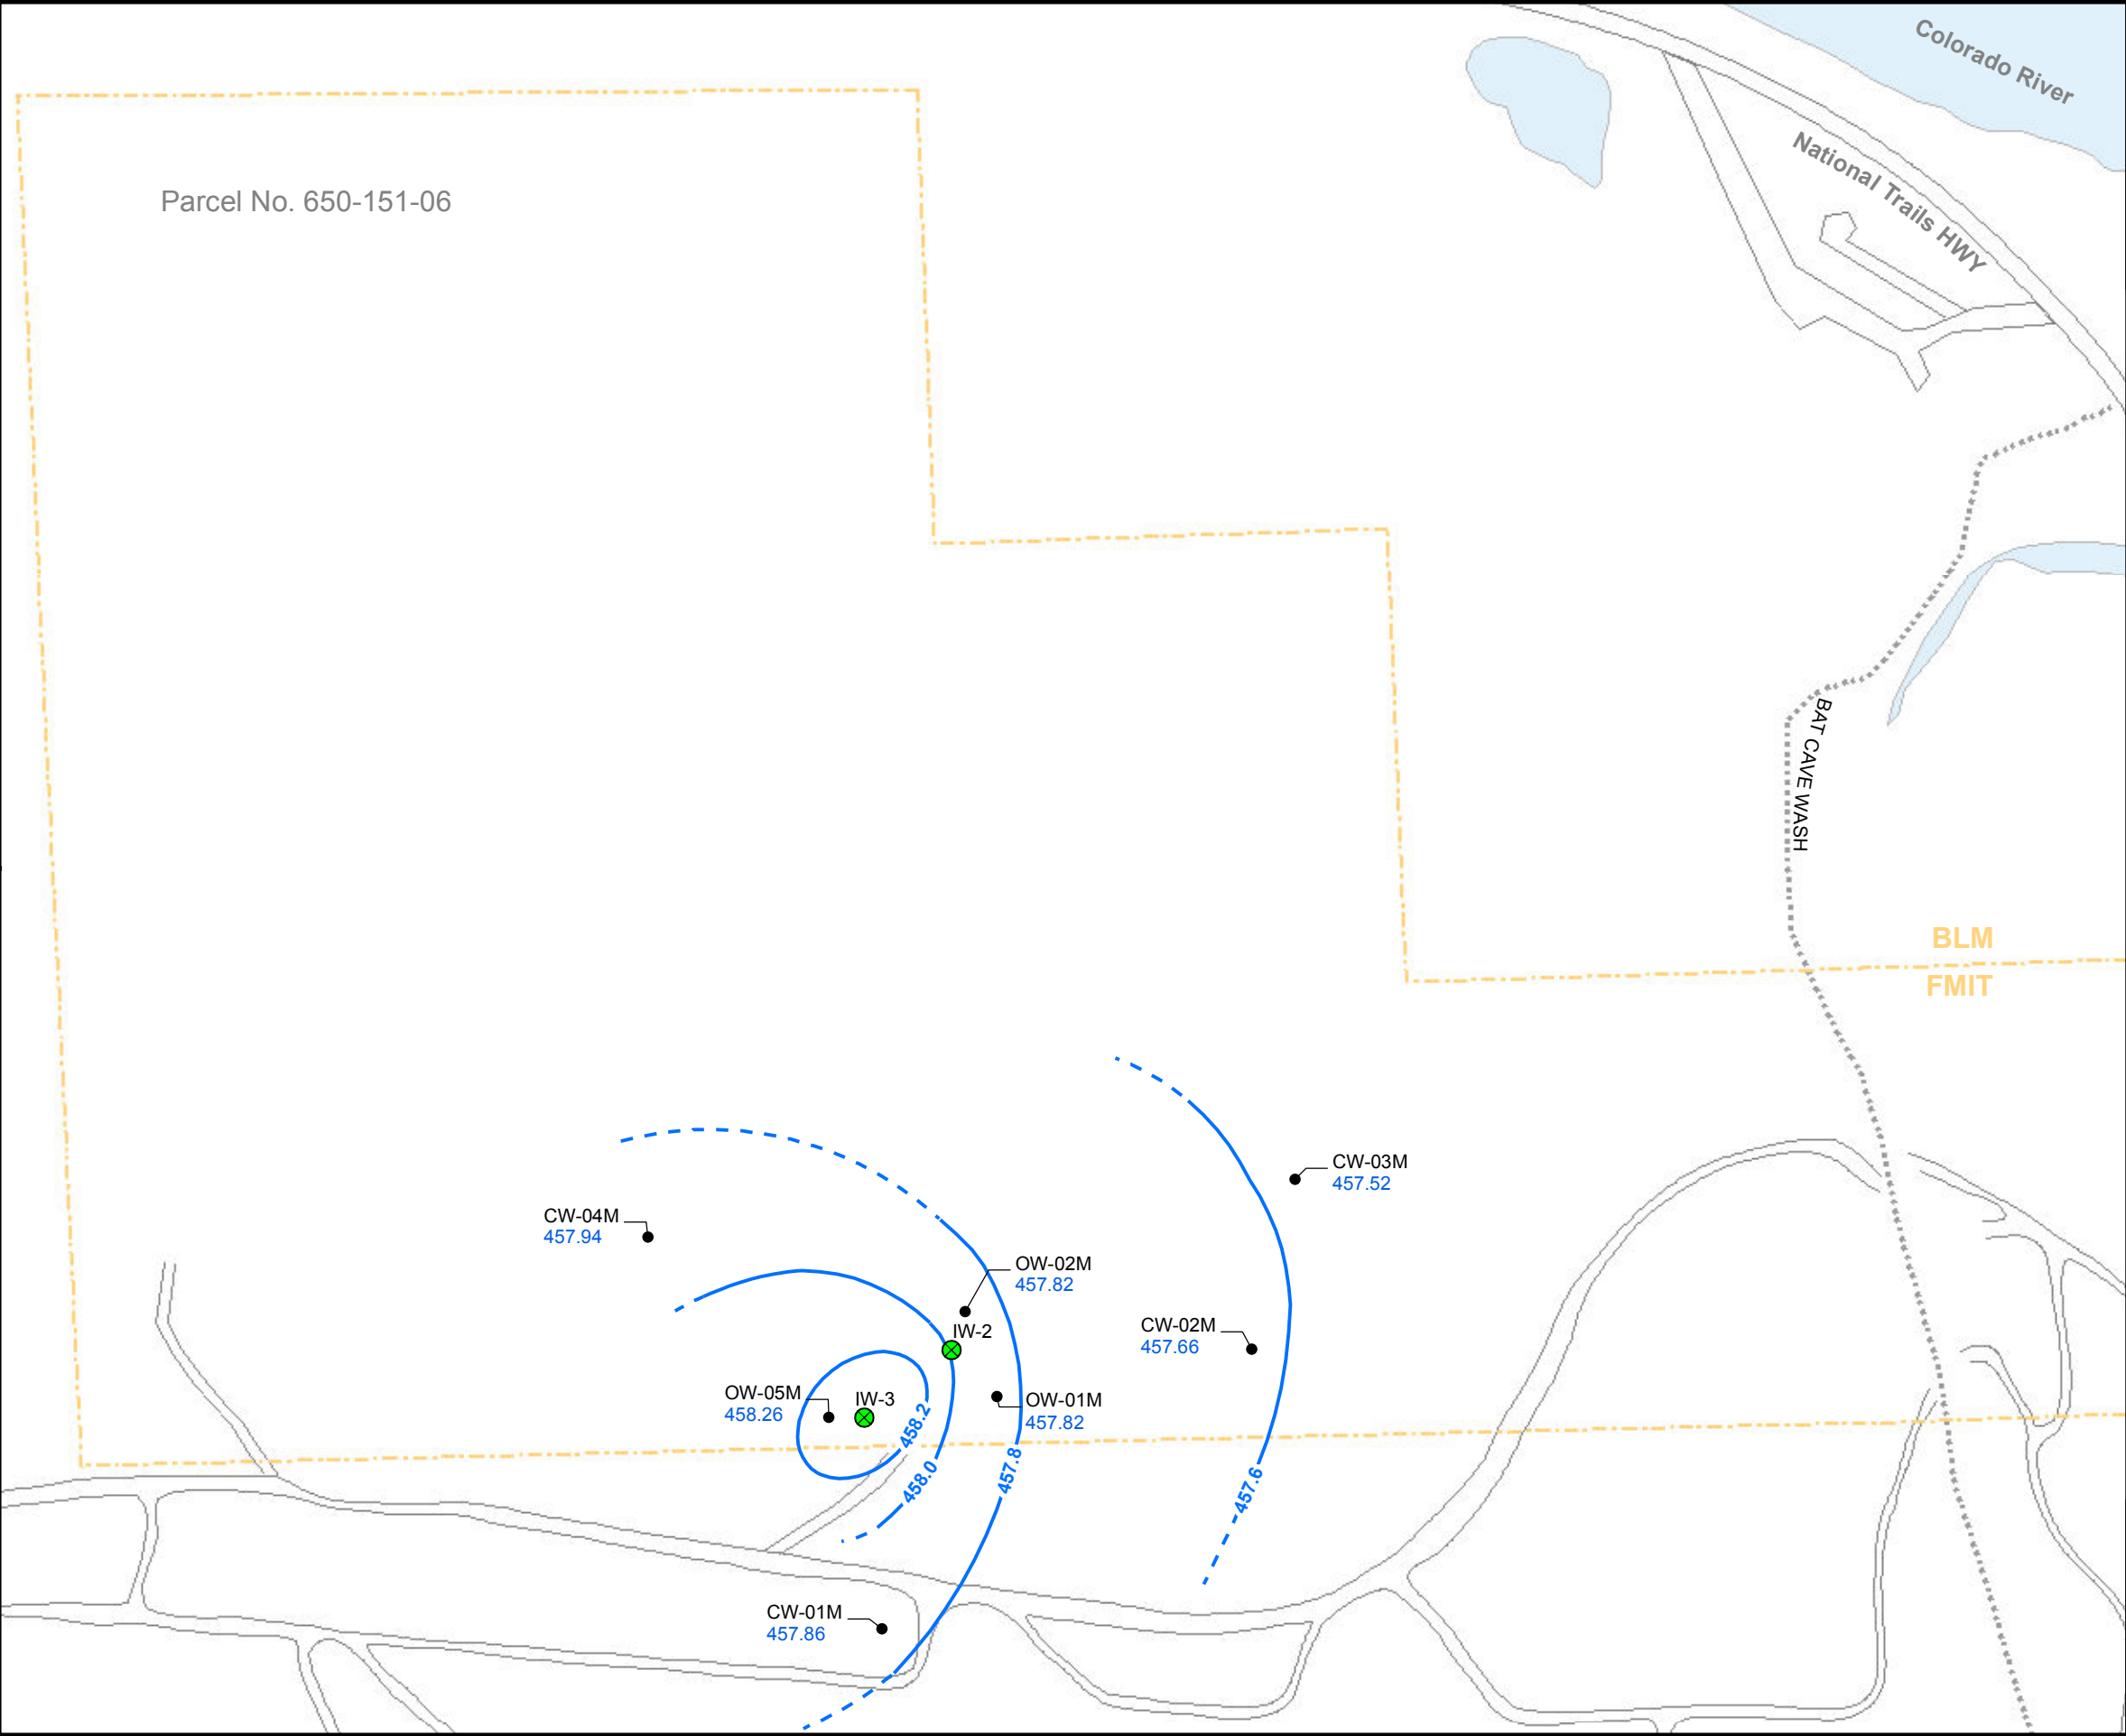 Colorado River
National Trails HWY
Parcel No. 650-151-06
BAT CAVE WASH
BLM
FMIT
CW-03M
457.52
CW-04M
457.94
OW-02M
457.82
IW-2
CW-02M
457.66
OW-05M
458.26
IW-3
OW-01M
457.82
458.2
458.0
457.8
457.6
CW-01M
457.86